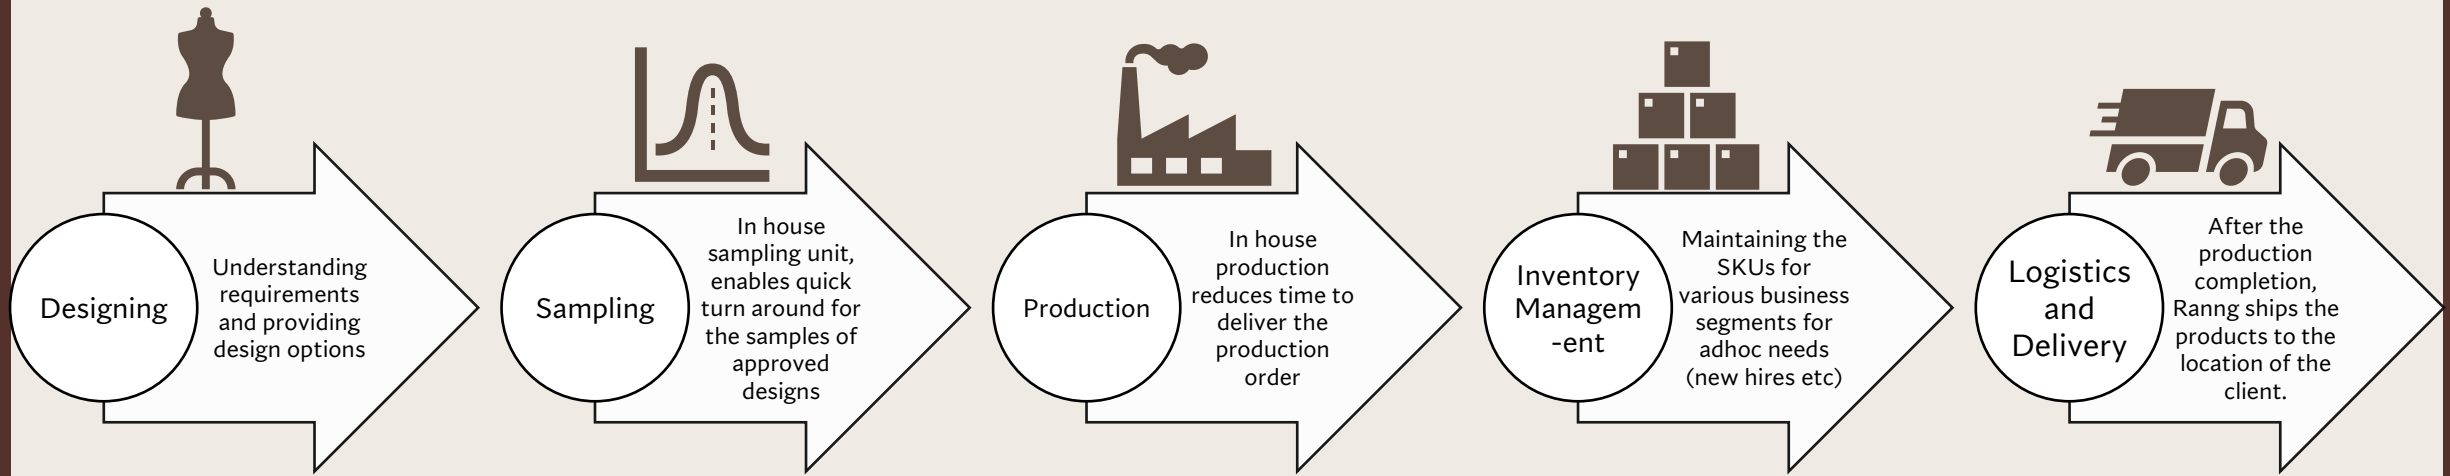 Designing
Understanding
requirements
and providing
design options
Sampling
In house
sampling unit,
enables quick
turn around for
the samples of
approved
designs
Production
In house
production
reduces time to
deliver the
production
order
Inventory
Managem
-ent
Maintaining the
SKUs for
various business
segments for
adhoc needs
(new hires etc)
Logistics
and
Delivery
After the
production
completion,
Ranng ships the
products to the
location of the
client.